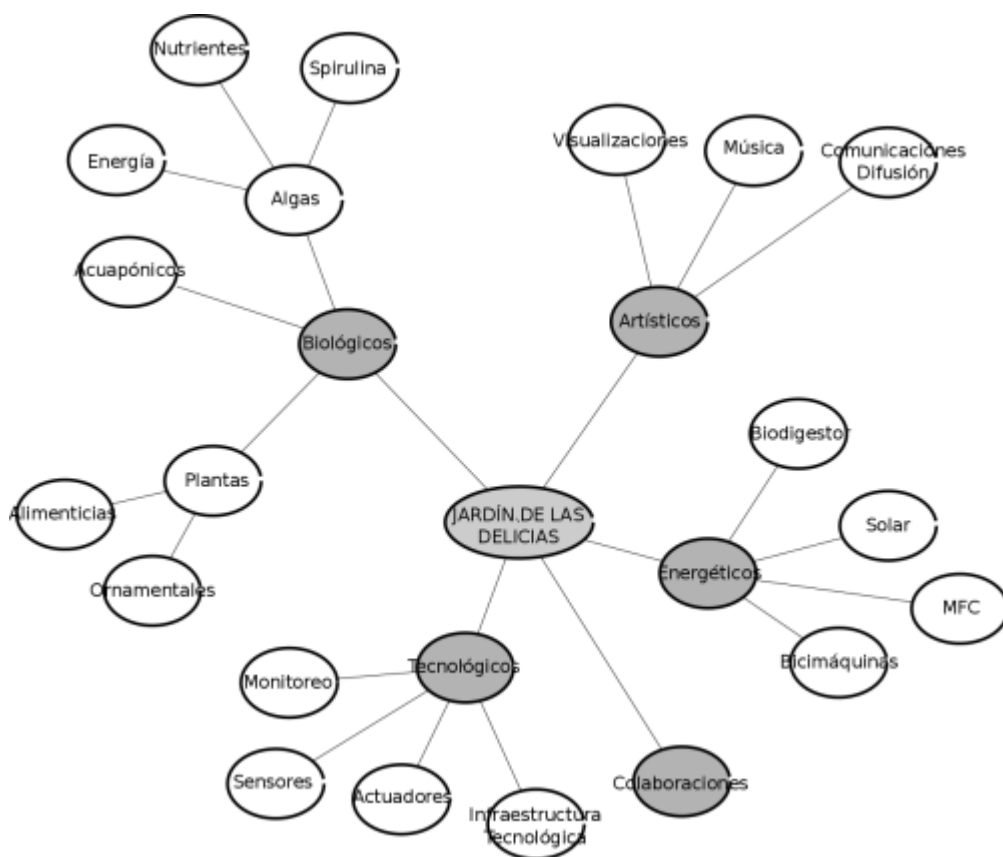 Nutrientes
Spirulina
Energía
Algas
Acuapónicos
Biológicos
Plantas
Alimenticias
Ornamentales
Visualizaciones
Música
Comunicaciones
Difusión
Artísticos
JARDÍN DE LAS
DELICIAS
Biodigestor
Solar
Energéticos
MFC
Bicimáquinas
Tecnológicos
Monitoreo
Sensores
Actuadores
Infraestructura
Tecnológica
Colaboraciones